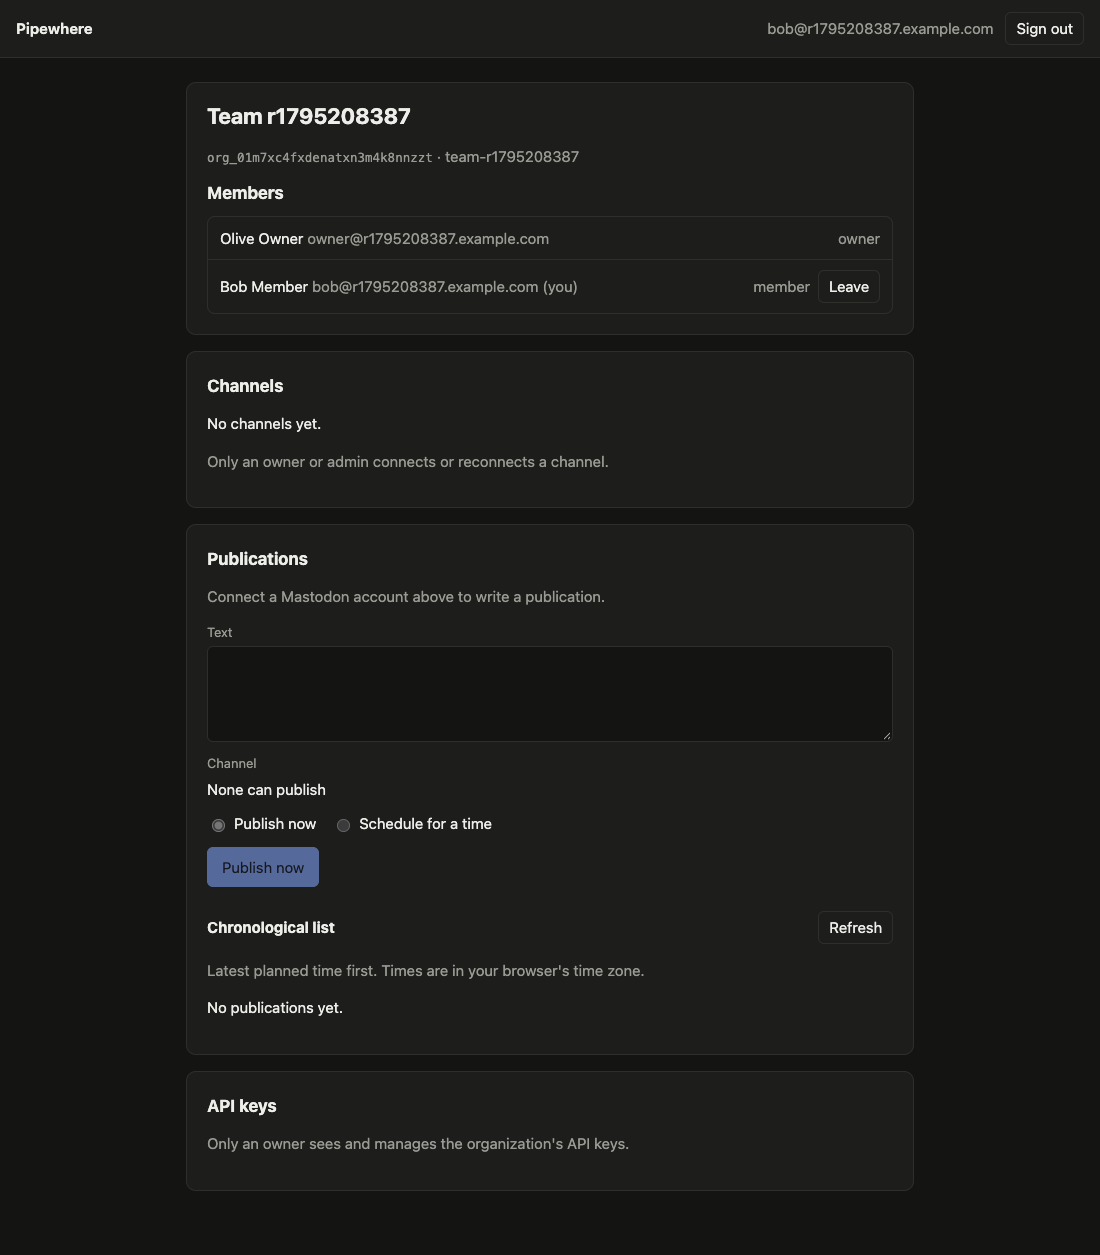 Pipewhere
bob@r1795208387.example.com Sign out
Team r1795208387
org_01m7xc4fxdenatxn3m4k8nnzzt · team-r1795208387
Members
Olive Owner owner@r1795208387.example.com owner
Bob Member bob@r1795208387.example.com (you) member Leave
Channels
No channels yet.
Only an owner or admin connects or reconnects a channel.
Publications
Connect a Mastodon account above to write a publication.
Text
Channel
None can publish
Publish now Schedule for a time
Publish now
Chronological list Refresh
Latest planned time first. Times are in your browser's time zone.
No publications yet.
API keys
Only an owner sees and manages the organization's API keys.